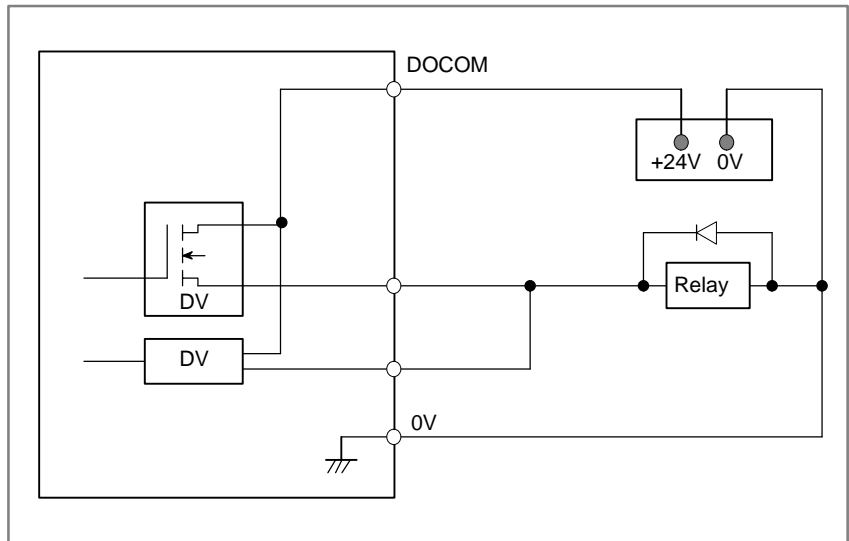 DOCOM
+24V 0V
Relay
DV
DV
0V